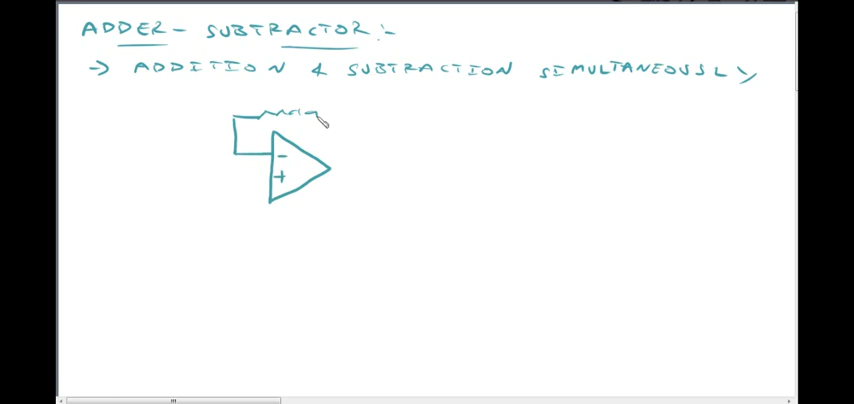 ADDER - SUBTRACTOR :-
→ ADDITION & SUBTRACTION SIMULTANEOUSLY
-
+